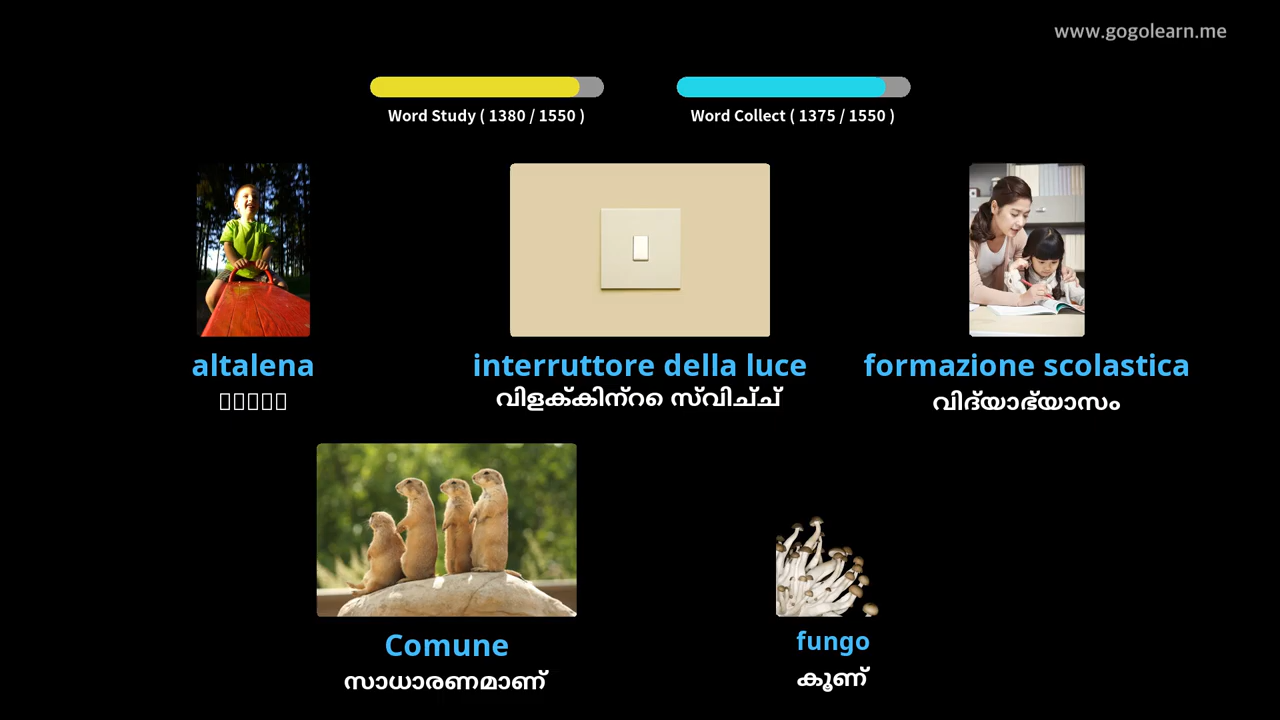 www.gogolearn.me
Word Study ( 1380 / 1550 )
Word Collect ( 1375 / 1550 )
altalena
interruttore della luce
വിളക്കിന്റെ സ്വിച്ച്
formazione scolastica
വിദ്യാഭ്യാസം
Comune
സാധാരണമാണ്
fungo
കൂണ്